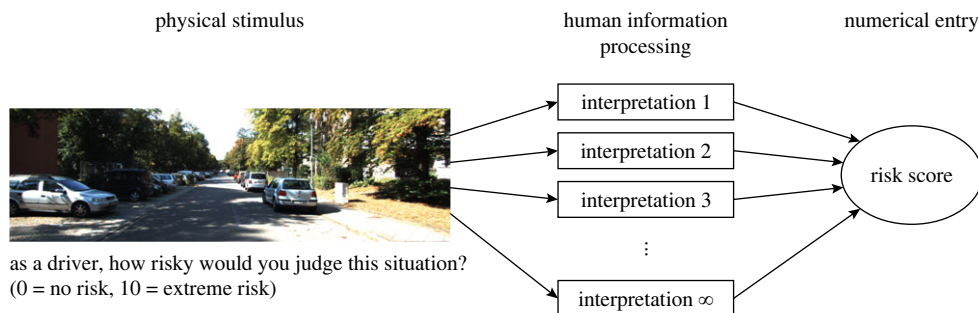 physical stimulus
human information
processing
numerical entry
interpretation 1
interpretation 2
interpretation 3
⋮
interpretation ∞
risk score
as a driver, how risky would you judge this situation?
(0 = no risk, 10 = extreme risk)